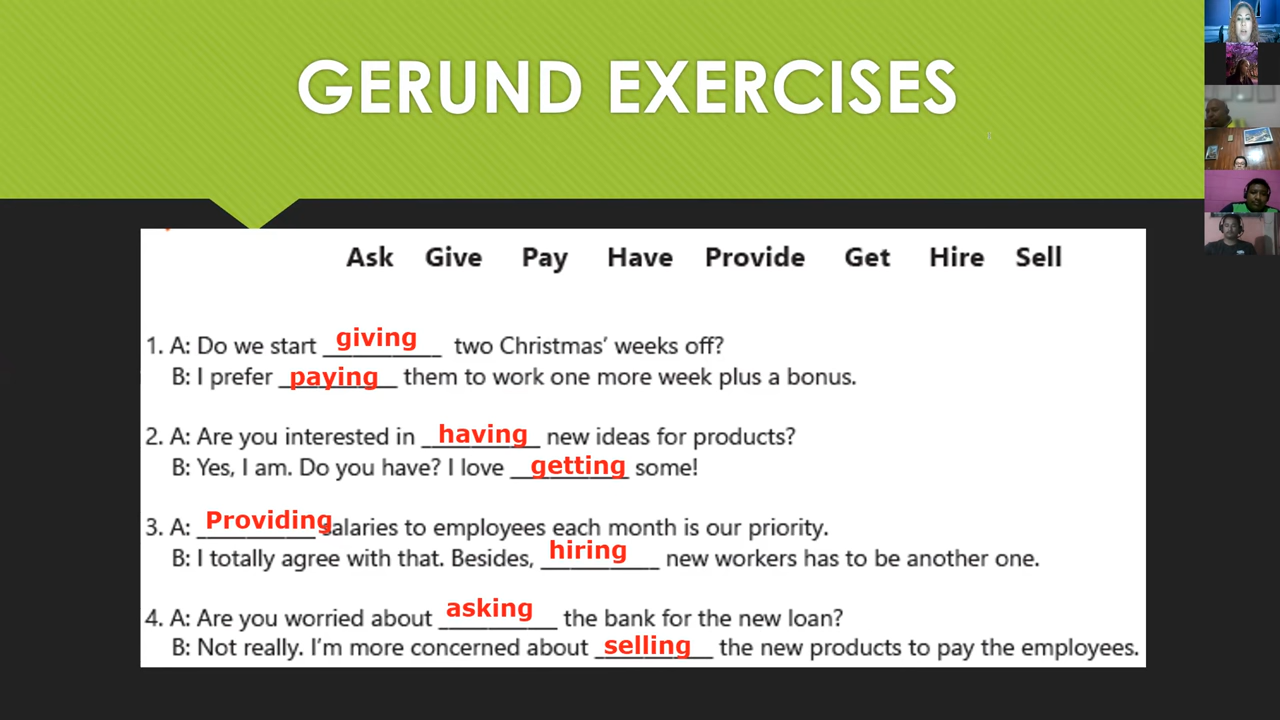 GERUND EXERCISES
Ask Give Pay Have Provide Get Hire Sell
1. A: Do we start giving two Christmas’ weeks off?
B: I prefer paying them to work one more week plus a bonus.
2. A: Are you interested in having new ideas for products?
B: Yes, I am. Do you have? I love getting some!
3. A: Providing salaries to employees each month is our priority.
B: I totally agree with that. Besides, hiring new workers has to be another one.
4. A: Are you worried about asking the bank for the new loan?
B: Not really. I’m more concerned about selling the new products to pay the employees.